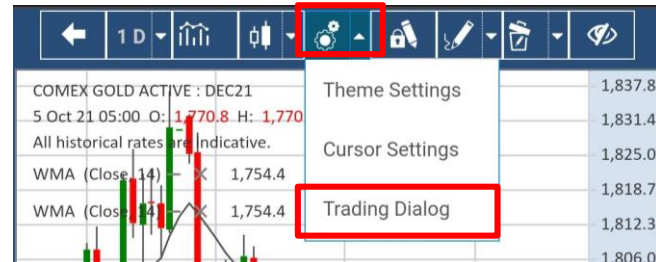 1 D
COMEX GOLD ACTIVE : DEC21
5 Oct 21 05:00 O: 1,770.8 H: 1,770
All historical rates are Indicative.
WMA (Close, 14) 1,754.4
WMA (Close, 14) 1,754.4
Theme Settings
Cursor Settings
Trading Dialog
1,837.8
1,831.4
1,825.0
1,818.7
1,812.3
1,806.0